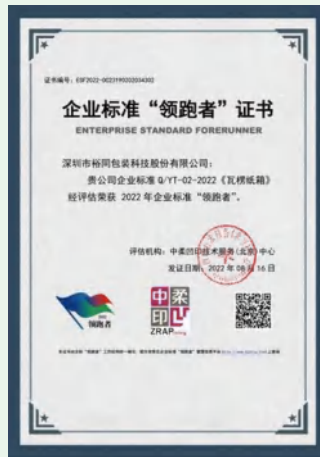 企业标准“领跑者”证书
ENTERPRISE STANDARD FORERUNNER
深圳市裕同包装科技股份有限公司：
贵公司企业标准 Q/YT-02-2022《瓦楞纸箱》
经评估荣获 2022 年企业标准“领跑者”。
评估机构：中柔凹印技术服务(北京)中心
发证日期：2022 年 08 月 16 日
领跑者
中柔
印凹
ZRAP